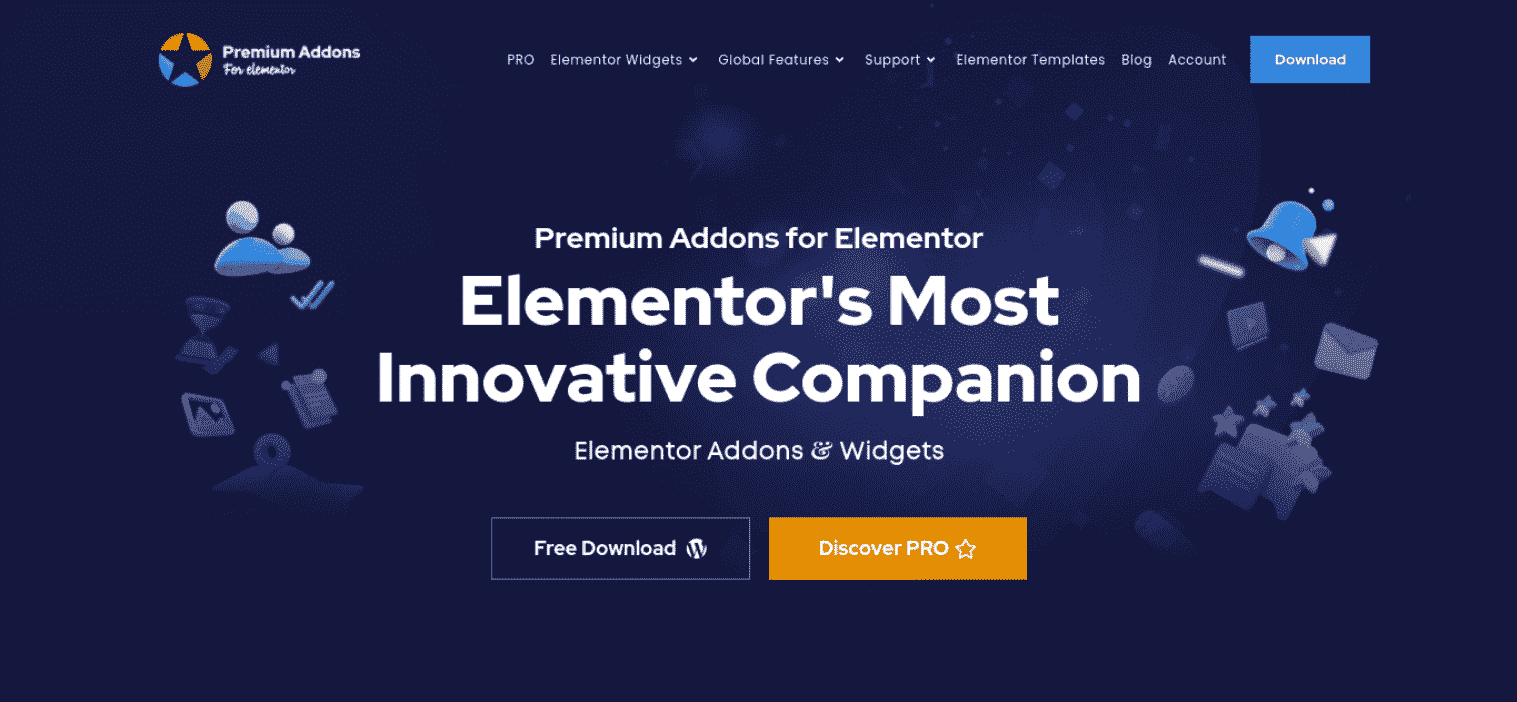 Premium Addons
For elementor
PRO Elementor Widgets Global Features Support Elementor Templates Blog Account Download
Premium Addons for Elementor
Elementor's Most
Innovative Companion
Elementor Addons & Widgets
Free Download
Discover PRO